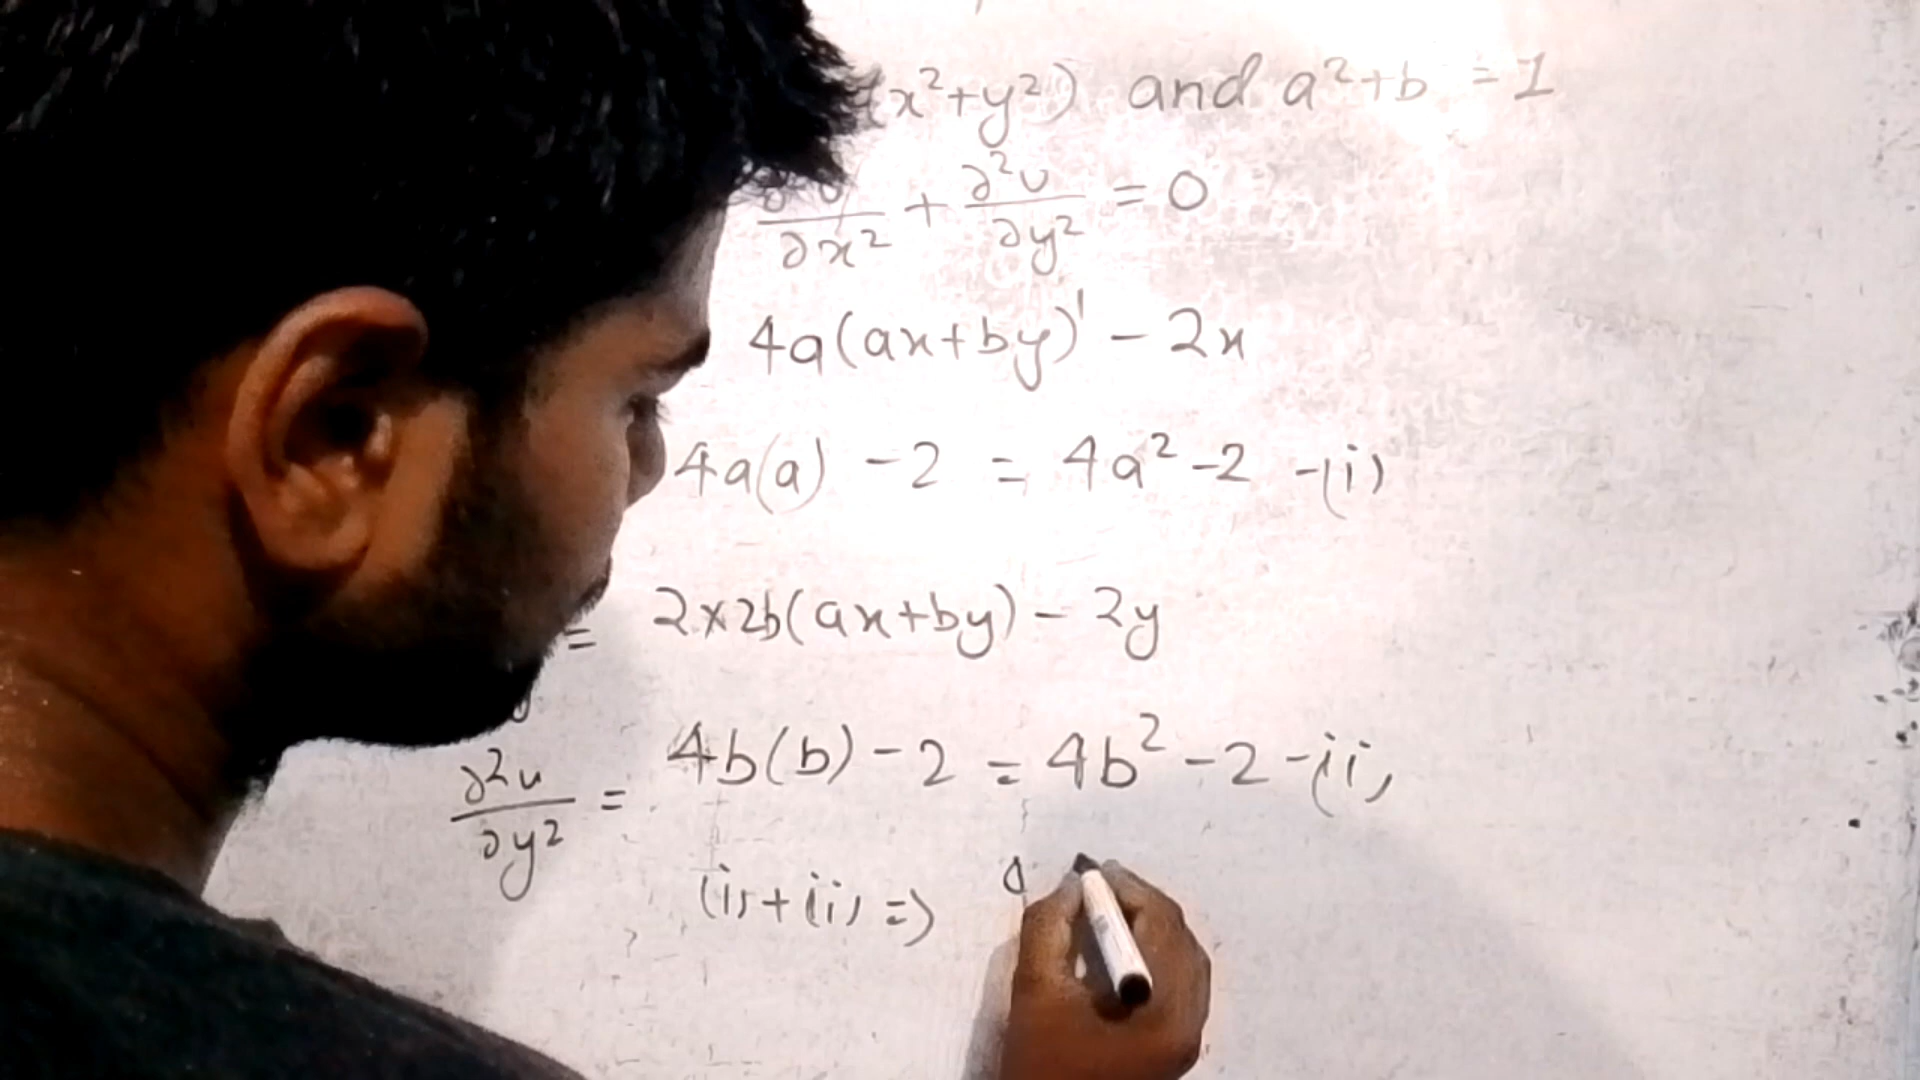 (x²+y²) and a²+b = 1
∂x² + ∂²u/∂y² = 0
4a(ax+by)' - 2x
4a(a) - 2 = 4a² - 2 -(i)
= 2×2b(ax+by) - 2y
∂²u/∂y² = 4b(b) - 2 = 4b² - 2 -(ii)
(i)+(ii) =>